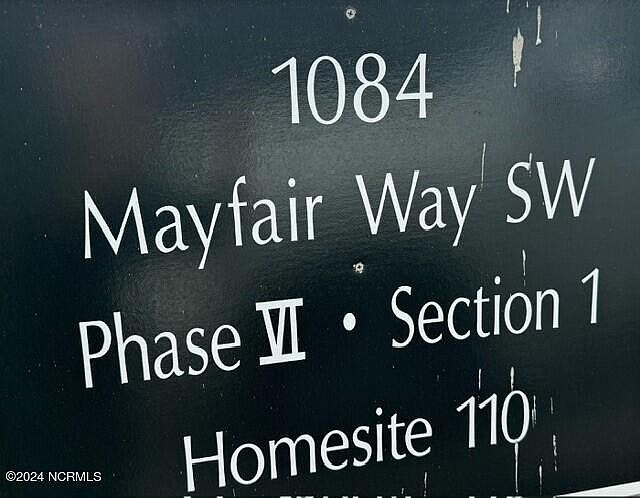 1084
Mayfair Way SW
Phase VI • Section 1
Homesite 110
©2024 NCRMLS